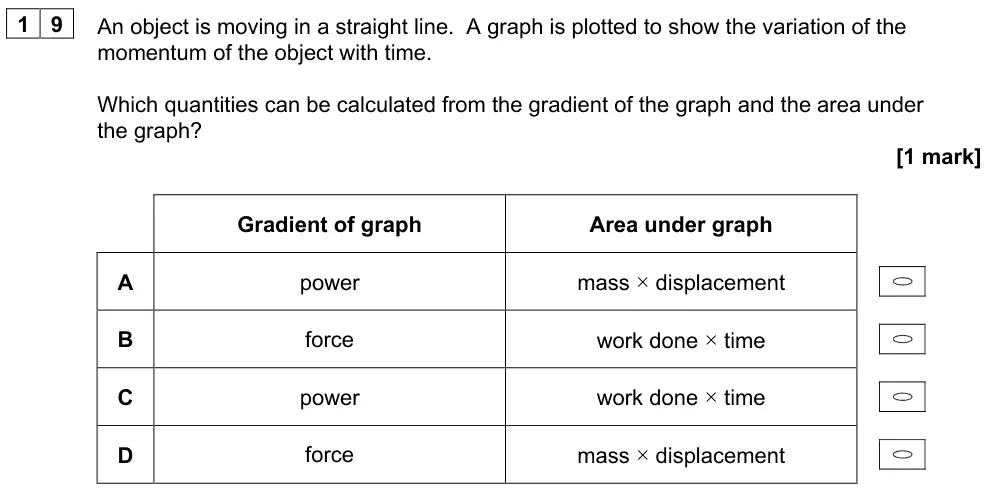 1 9 An object is moving in a straight line. A graph is plotted to show the variation of the
momentum of the object with time.
Which quantities can be calculated from the gradient of the graph and the area under
the graph?
[1 mark]
Gradient of graph Area under graph
A power mass × displacement
B force work done × time
C power work done × time
D force mass × displacement